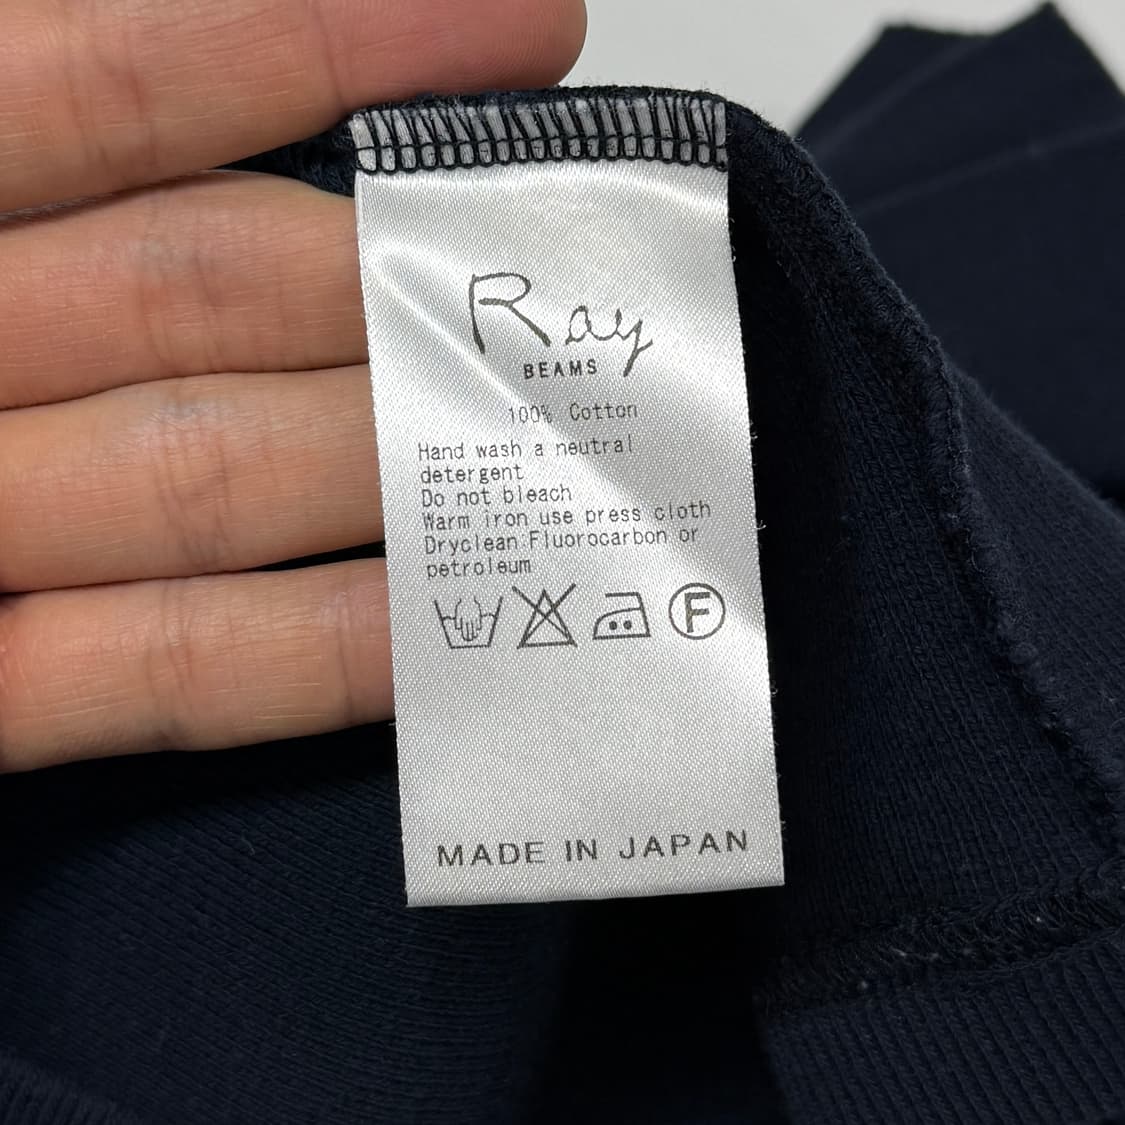 Ray
BEAMS
100% Cotton
Hand wash a neutral
detergent
Do not bleach
Warm iron use press cloth
Dryclean:Fluorocarbon or
petroleum
F
MADE IN JAPAN